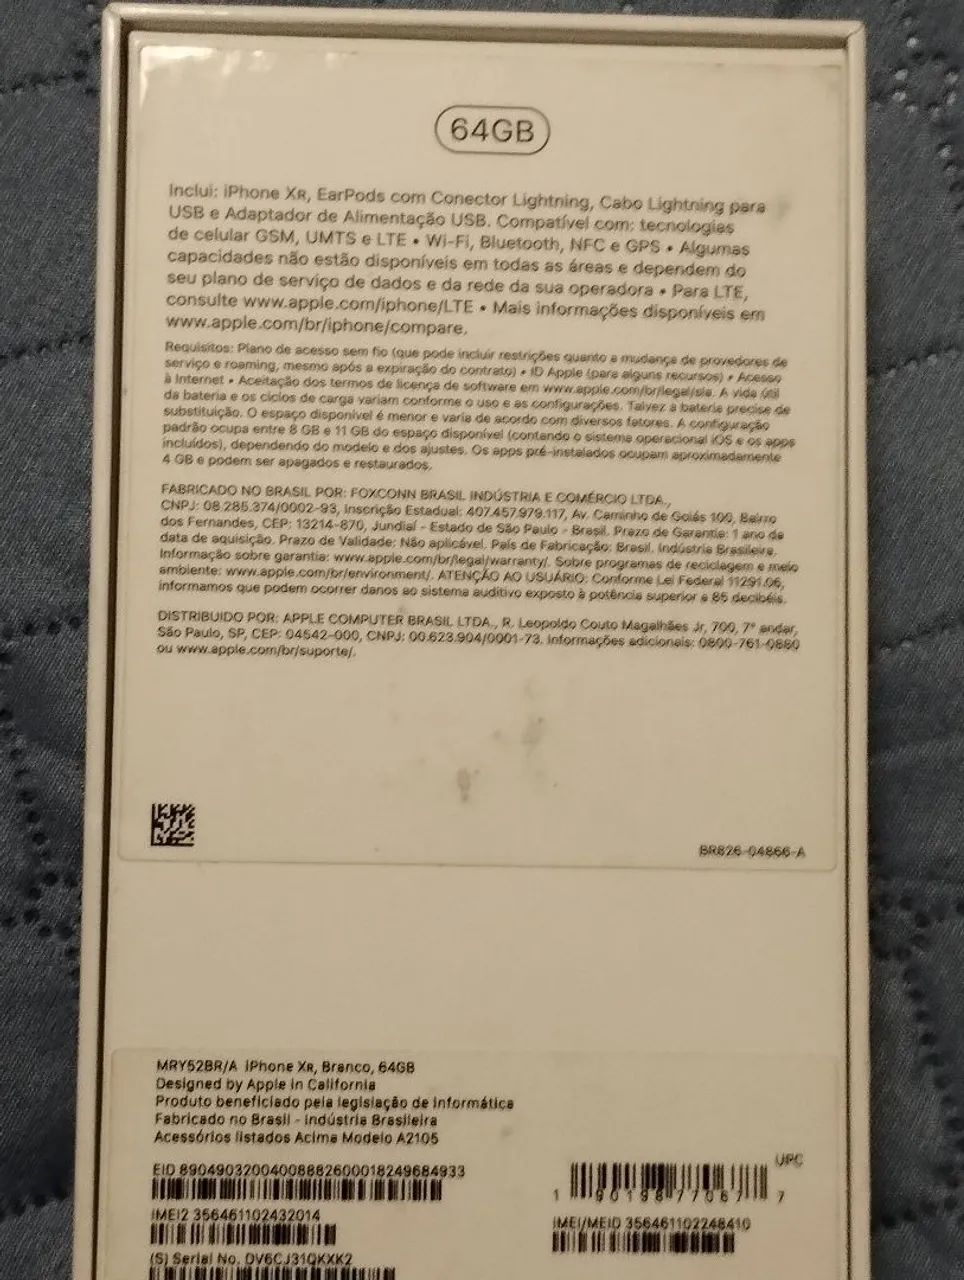 64GB
Inclui: iPhone XR, EarPods com Conector Lightning, Cabo Lightning para
USB e Adaptador de Alimentação USB. Compatível com: tecnologias
de celular GSM, UMTS e LTE • Wi-Fi, Bluetooth, NFC e GPS • Algumas
capacidades não estão disponíveis em todas as áreas e dependem do
seu plano de serviço de dados e da rede da sua operadora • Para LTE,
consulte www.apple.com/iphone/LTE • Mais informações disponíveis em
www.apple.com/br/iphone/compare.
Requisitos: Plano de acesso sem fio (que pode incluir restrições quanto a mudança de provedores de
serviço e roaming, mesmo após a expiração do contrato) • ID Apple (para alguns recursos) • Acesso
à Internet • Aceitação dos termos de licença de software em www.apple.com/br/legal/sla. A vida útil
da bateria e os ciclos de carga variam conforme o uso e as configurações. Talvez a bateria precise de
substituição. O espaço disponível é menor e varia de acordo com diversos fatores. A configuração
padrão ocupa entre 8 GB e 11 GB do espaço disponível (contando o sistema operacional iOS e os apps
incluídos), dependendo do modelo e dos ajustes. Os apps pré-instalados ocupam aproximadamente
4 GB e podem ser apagados e restaurados.
FABRICADO NO BRASIL POR: FOXCONN BRASIL INDÚSTRIA E COMÉRCIO LTDA.,
CNPJ: 08.285.374/0002-93, Inscrição Estadual: 407.457.979.117, Av. Caminho de Goiás 100, Bairro
dos Fernandes, CEP: 13214-870, Jundiaí - Estado de São Paulo - Brasil. Prazo de Garantia: 1 ano da
data de aquisição. Prazo de Validade: Não aplicável. País de Fabricação: Brasil. Indústria Brasileira.
Informação sobre garantia: www.apple.com/br/legal/warranty/. Sobre programas de reciclagem e meio
ambiente: www.apple.com/br/environment/. ATENÇÃO AO USUÁRIO: Conforme Lei Federal 11291.06,
informamos que podem ocorrer danos ao sistema auditivo exposto à potência superior a 85 decibéis.
DISTRIBUIDO POR: APPLE COMPUTER BRASIL LTDA., R. Leopoldo Couto Magalhães Jr, 700, 7° andar,
São Paulo, SP, CEP: 04542-000, CNPJ: 00.623.904/0001-73. Informações adicionais: 0800-761-0880
ou www.apple.com/br/suporte/.
BR826-04866-A
MRY52BR/A iPhone XR, Branco, 64GB
Designed by Apple in California
Produto beneficiado pela legislação de informática
Fabricado no Brasil - Indústria Brasileira
Acessórios listados Acima Modelo A2105
EID 89049032004008882600018249684933
UPC
1 90198 77067 7
IMEI2 356461102432014
IMEI/MEID 356461102248410
(S) Serial No. DV6CJ31QKXK2